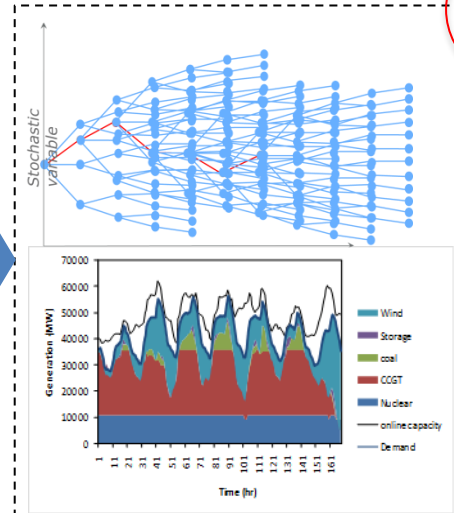 Stochastic
variable
70000
60000
50000
40000
30000
20000
10000
0
Generation (MW)
1
11
21
31
41
51
61
71
81
91
101
111
121
131
141
151
161
Time (hr)
Wind
Storage
coal
CCGT
Nuclear
online capacity
Demand